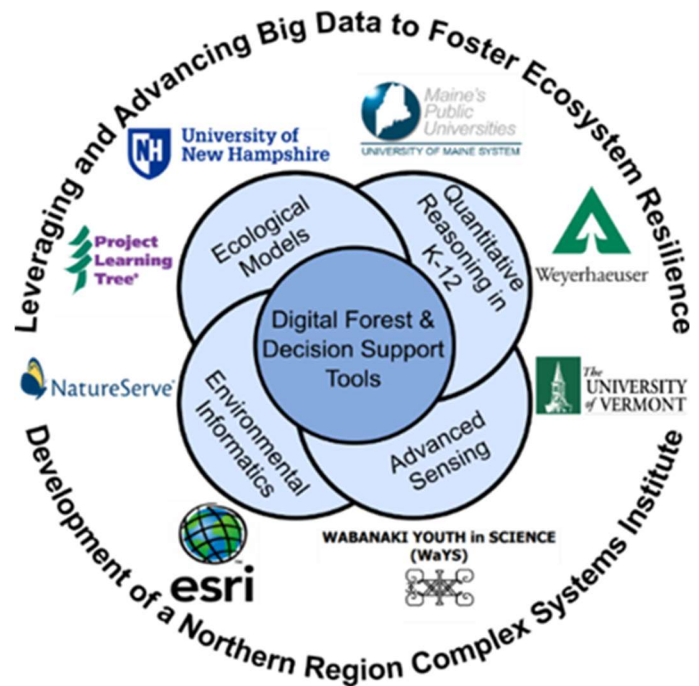 Leveraging and Advancing Big Data to Foster Ecosystem Resilience
University of
New Hampshire
NH
Maine's
Public
Universities
UNIVERSITY OF MAINE SYSTEM
Project
Learning
Tree®
Ecological
Models
Quantitative
Reasoning in
K-12
Weyerhaeuser
Digital Forest &
Decision Support
Tools
NatureServe®
The
UNIVERSITY
of VERMONT
Environmental
Informatics
Advanced
Sensing
esri
WABANAKI YOUTH in SCIENCE
(WaYS)
Development of a Northern Region Complex Systems Institute